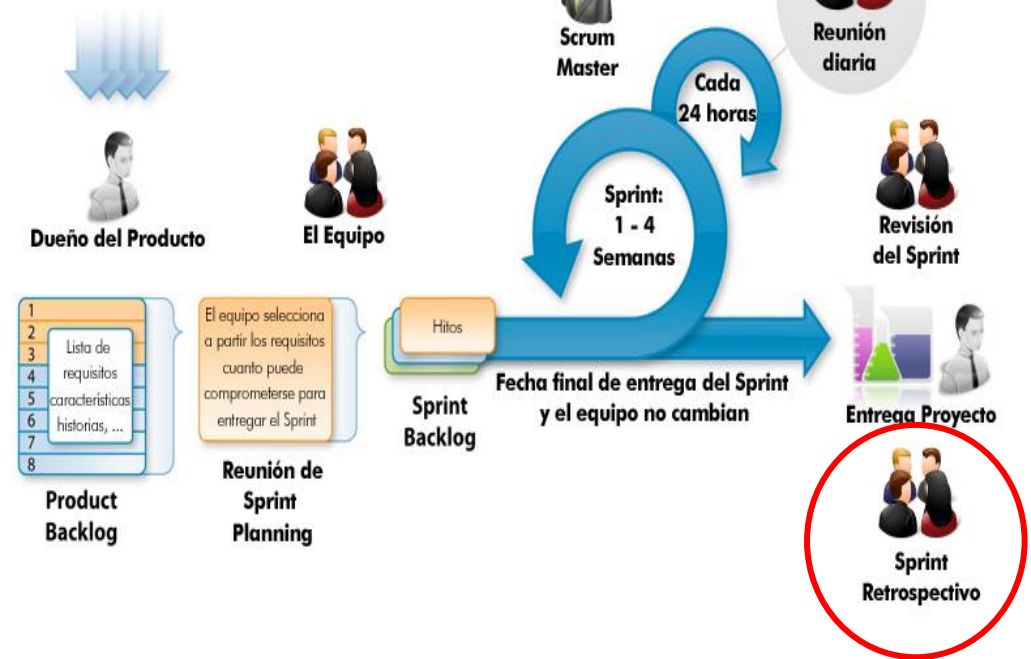 Scrum
Master
Reunión
diaria
Cada
24 horas
Dueño del Producto
El Equipo
Sprint:
1 - 4
Semanas
Revisión
del Sprint
1
2
3
4
5
6
7
8
Lista de
requisitos
características
historias, ...
Product
Backlog
El equipo selecciona
a partir los requisitos
cuanto puede
comprometerse para
entregar el Sprint
Reunión de
Sprint
Planning
Hitos
Sprint
Backlog
Fecha final de entrega del Sprint
y el equipo no cambian
Entrega Proyecto
Sprint
Retrospectivo